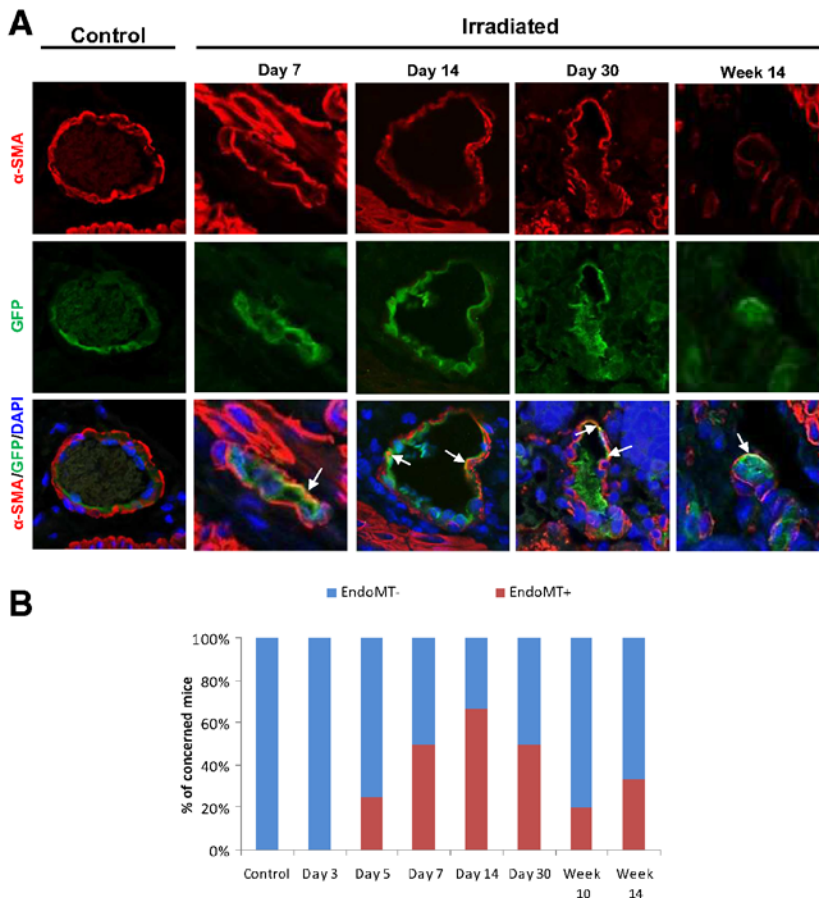 A
Control
Irradiated
Day 7
Day 14
Day 30
Week 14
α-SMA
GFP
α-SMA/GFP/DAPI
B
EndoMT-
EndoMT+
% of concerned mice
100%
80%
60%
40%
20%
0%
Control
Day 3
Day 5
Day 7
Day 14
Day 30
Week 10
Week 14